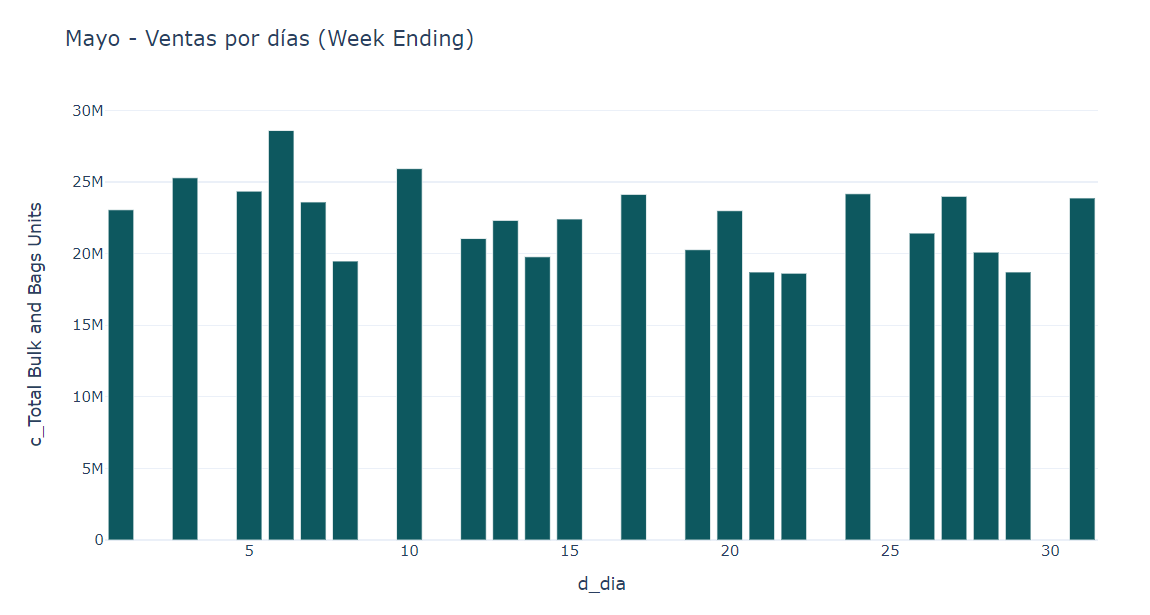 Mayo - Ventas por días (Week Ending)
c_Total Bulk and Bags Units
30M
25M
20M
15M
10M
5M
0
5
10
15
20
25
30
d_dia